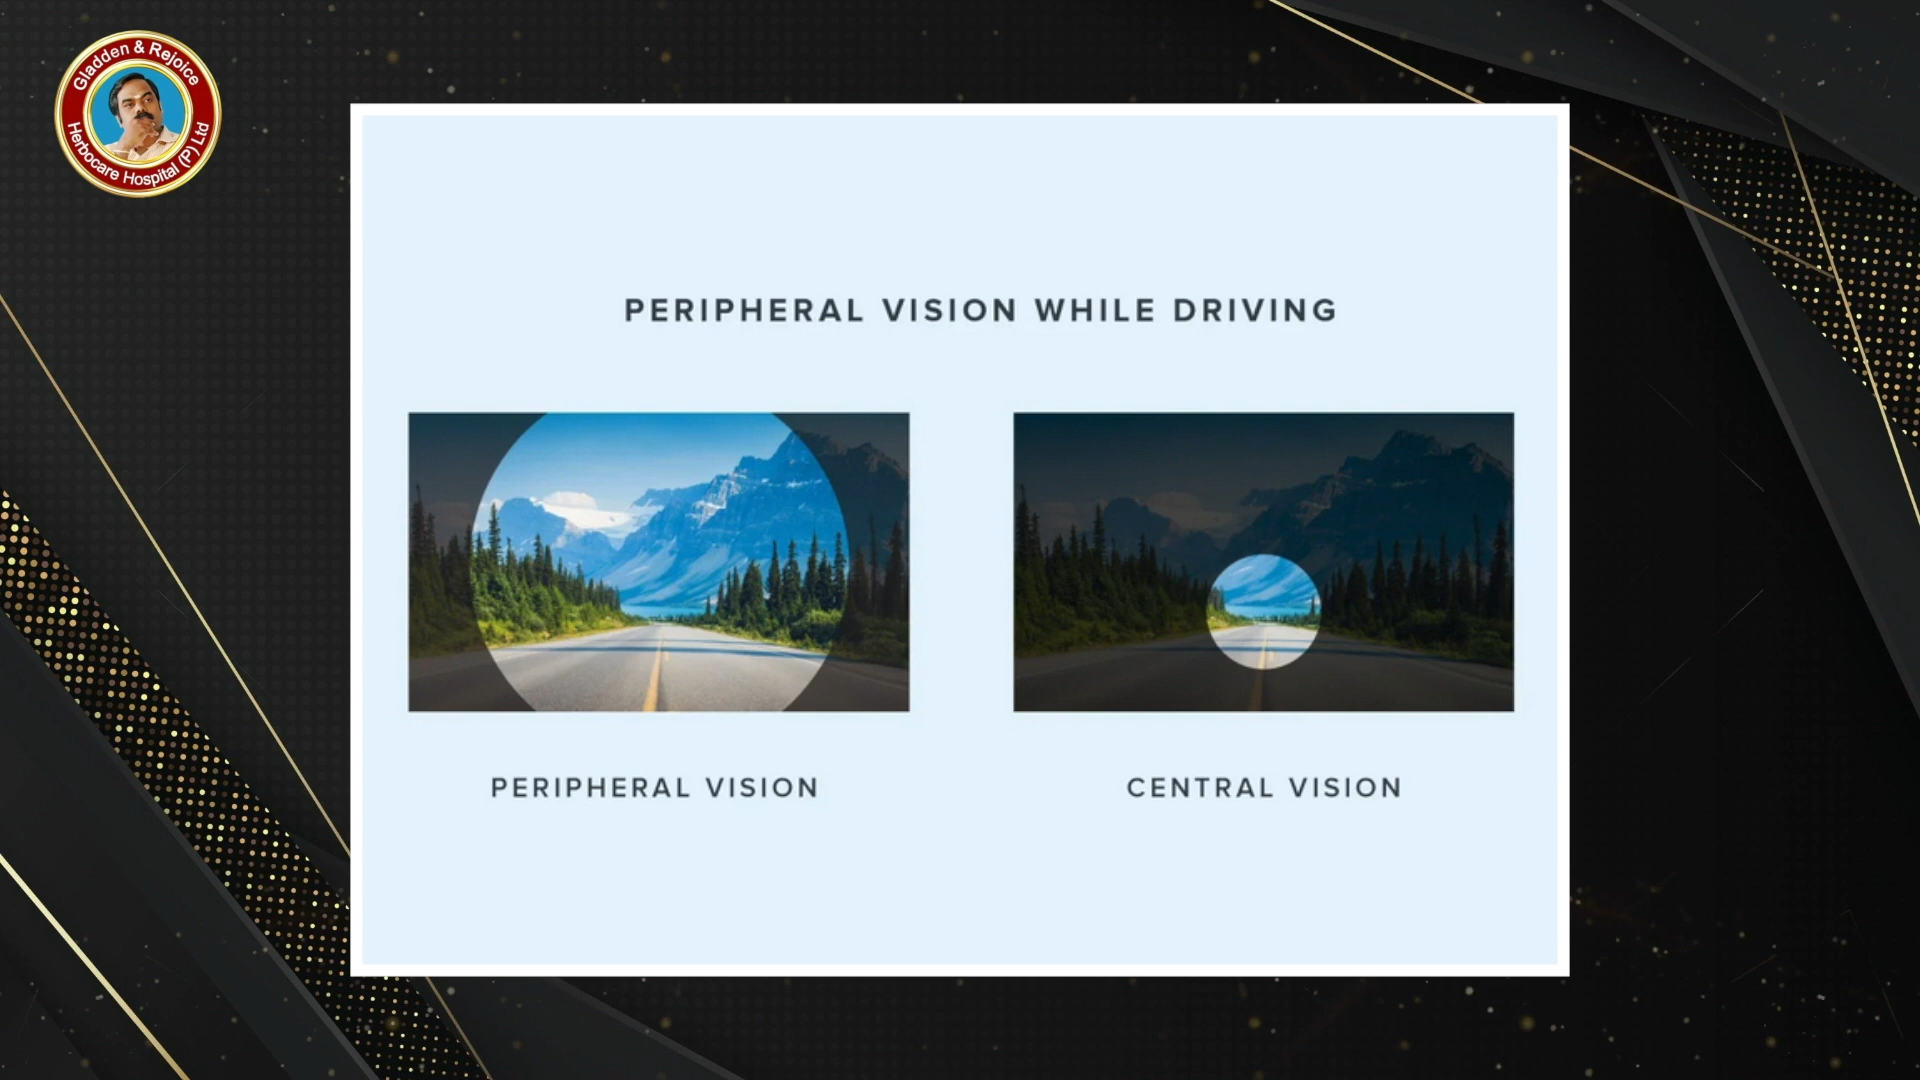 Gladden & Rejoice
Herbocare Hospital (P) Ltd
PERIPHERAL VISION WHILE DRIVING
PERIPHERAL VISION
CENTRAL VISION